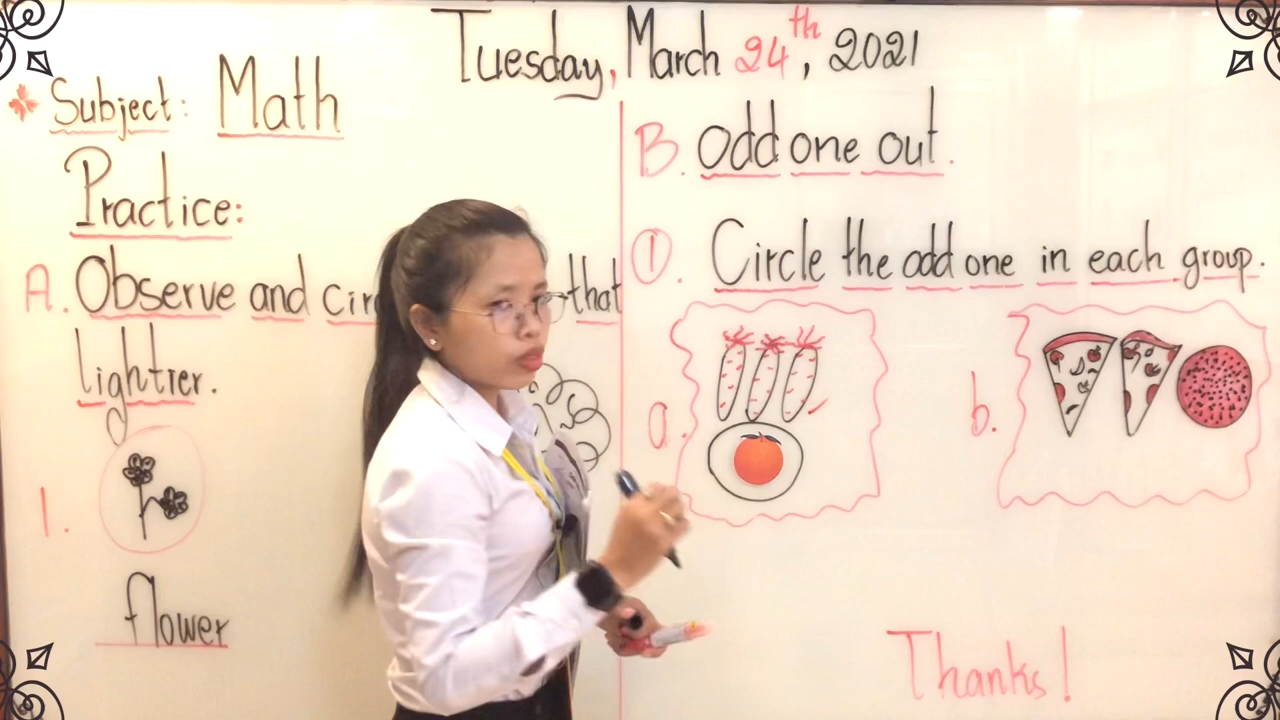 Tuesday, March 24th, 2021
Subject: Math
Practice:
A. Observe and that
lightier.
1.
flower
B. Odd one out.
1. Circle the odd one in each group.
a.
b.
Thanks!